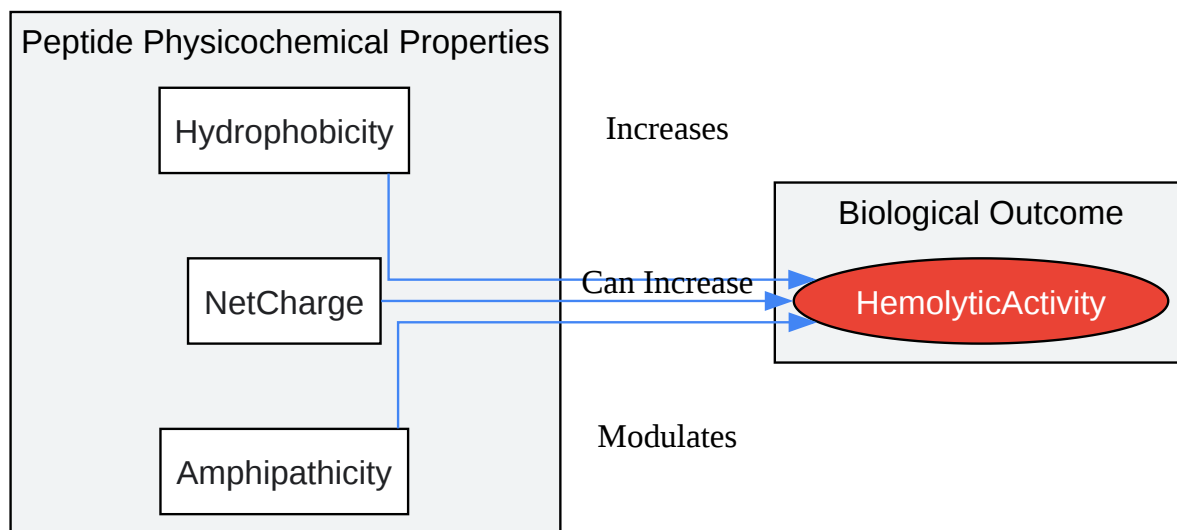 Peptide Physicochemical Properties
Hydrophobicity
Increases
Biological Outcome
NetCharge
Can Increase
HemolyticActivity
Modulates
Amphipathicity